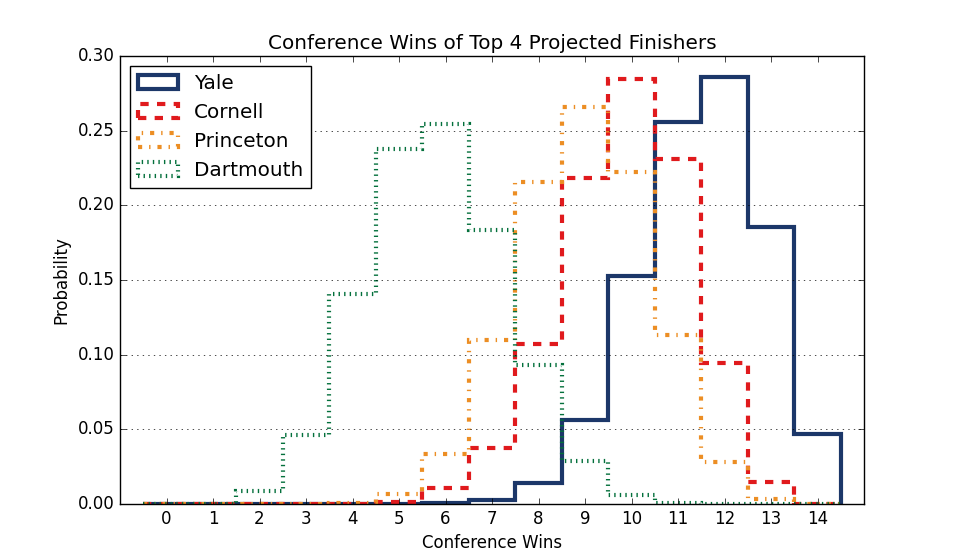 Conference Wins of Top 4 Projected Finishers
0.30
0.25
0.20
0.15
0.10
0.05
0.00
Probability
Yale
Cornell
Princeton
Dartmouth
0 1 2 3 4 5 6 7 8 9 10 11 12 13 14
Conference Wins